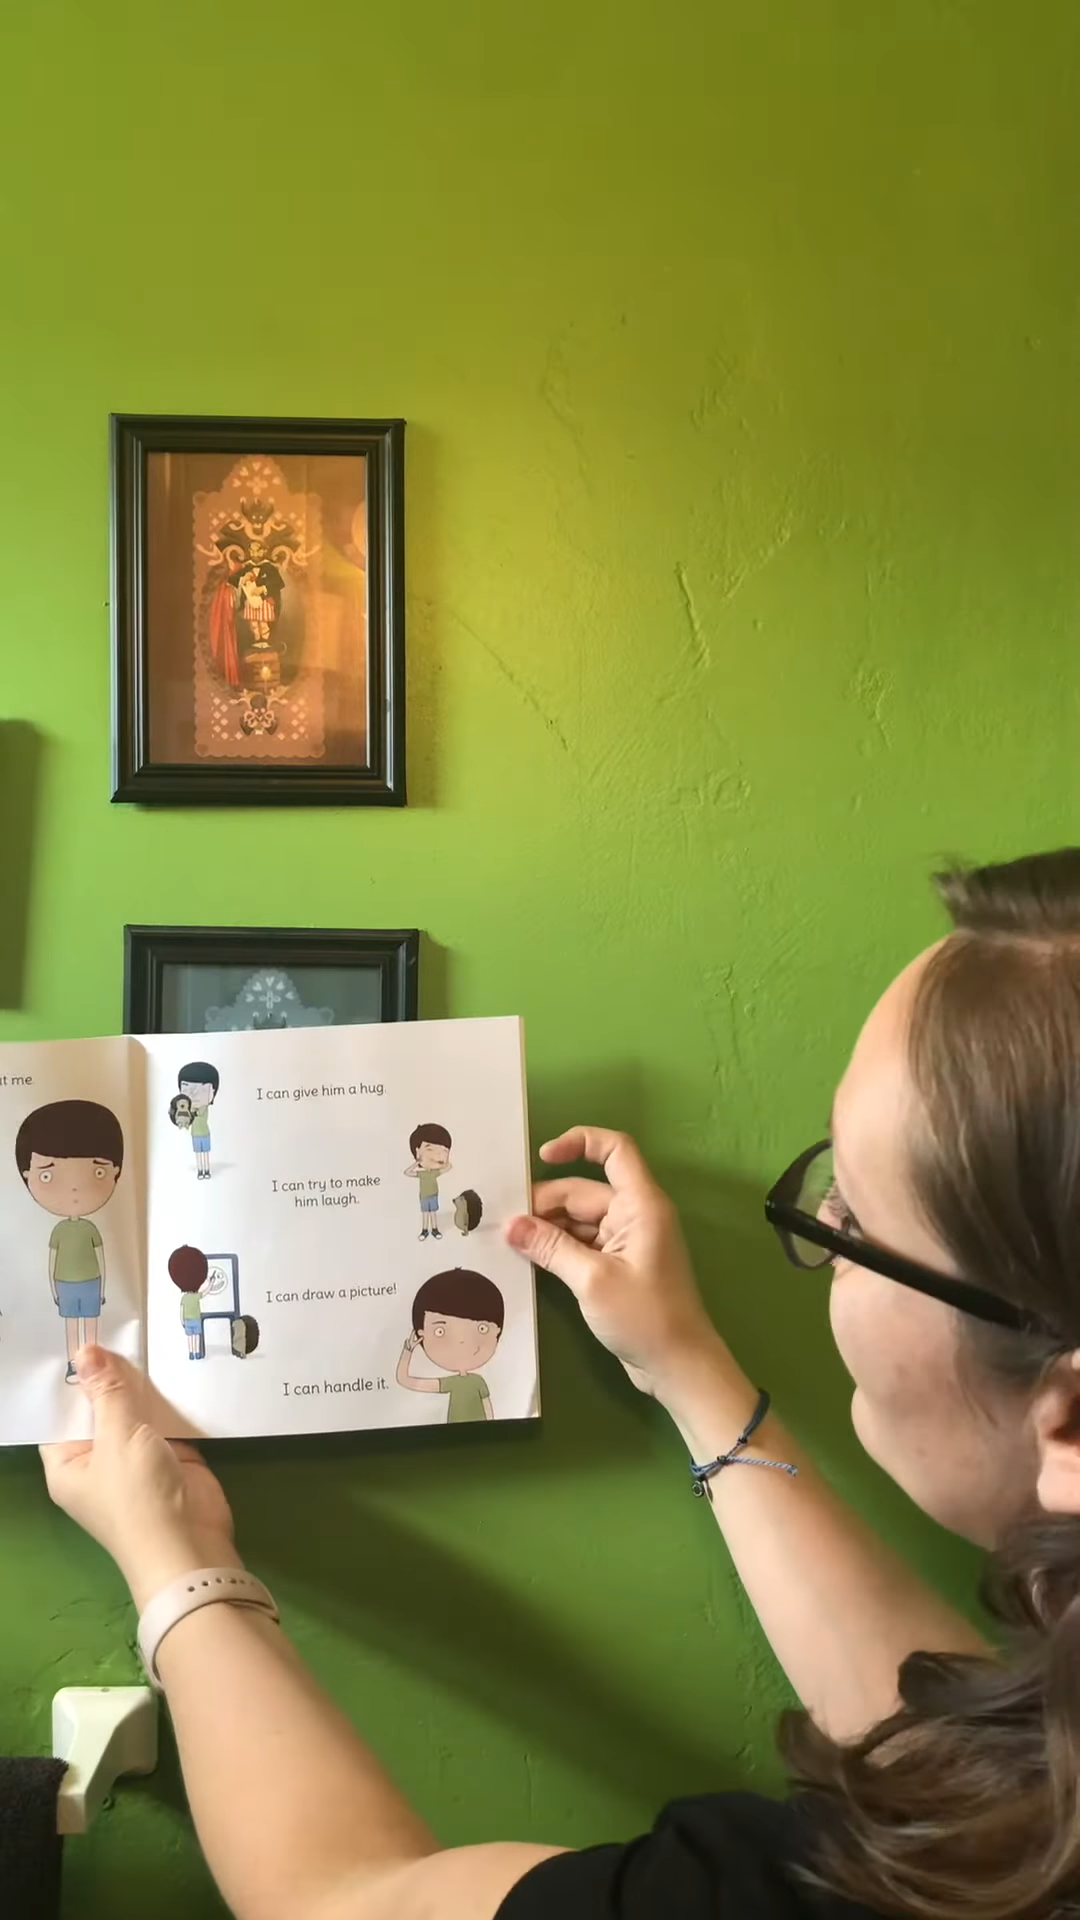 me.
I can give him a hug.
I can try to make
him laugh.
I can draw a picture!
I can handle it.